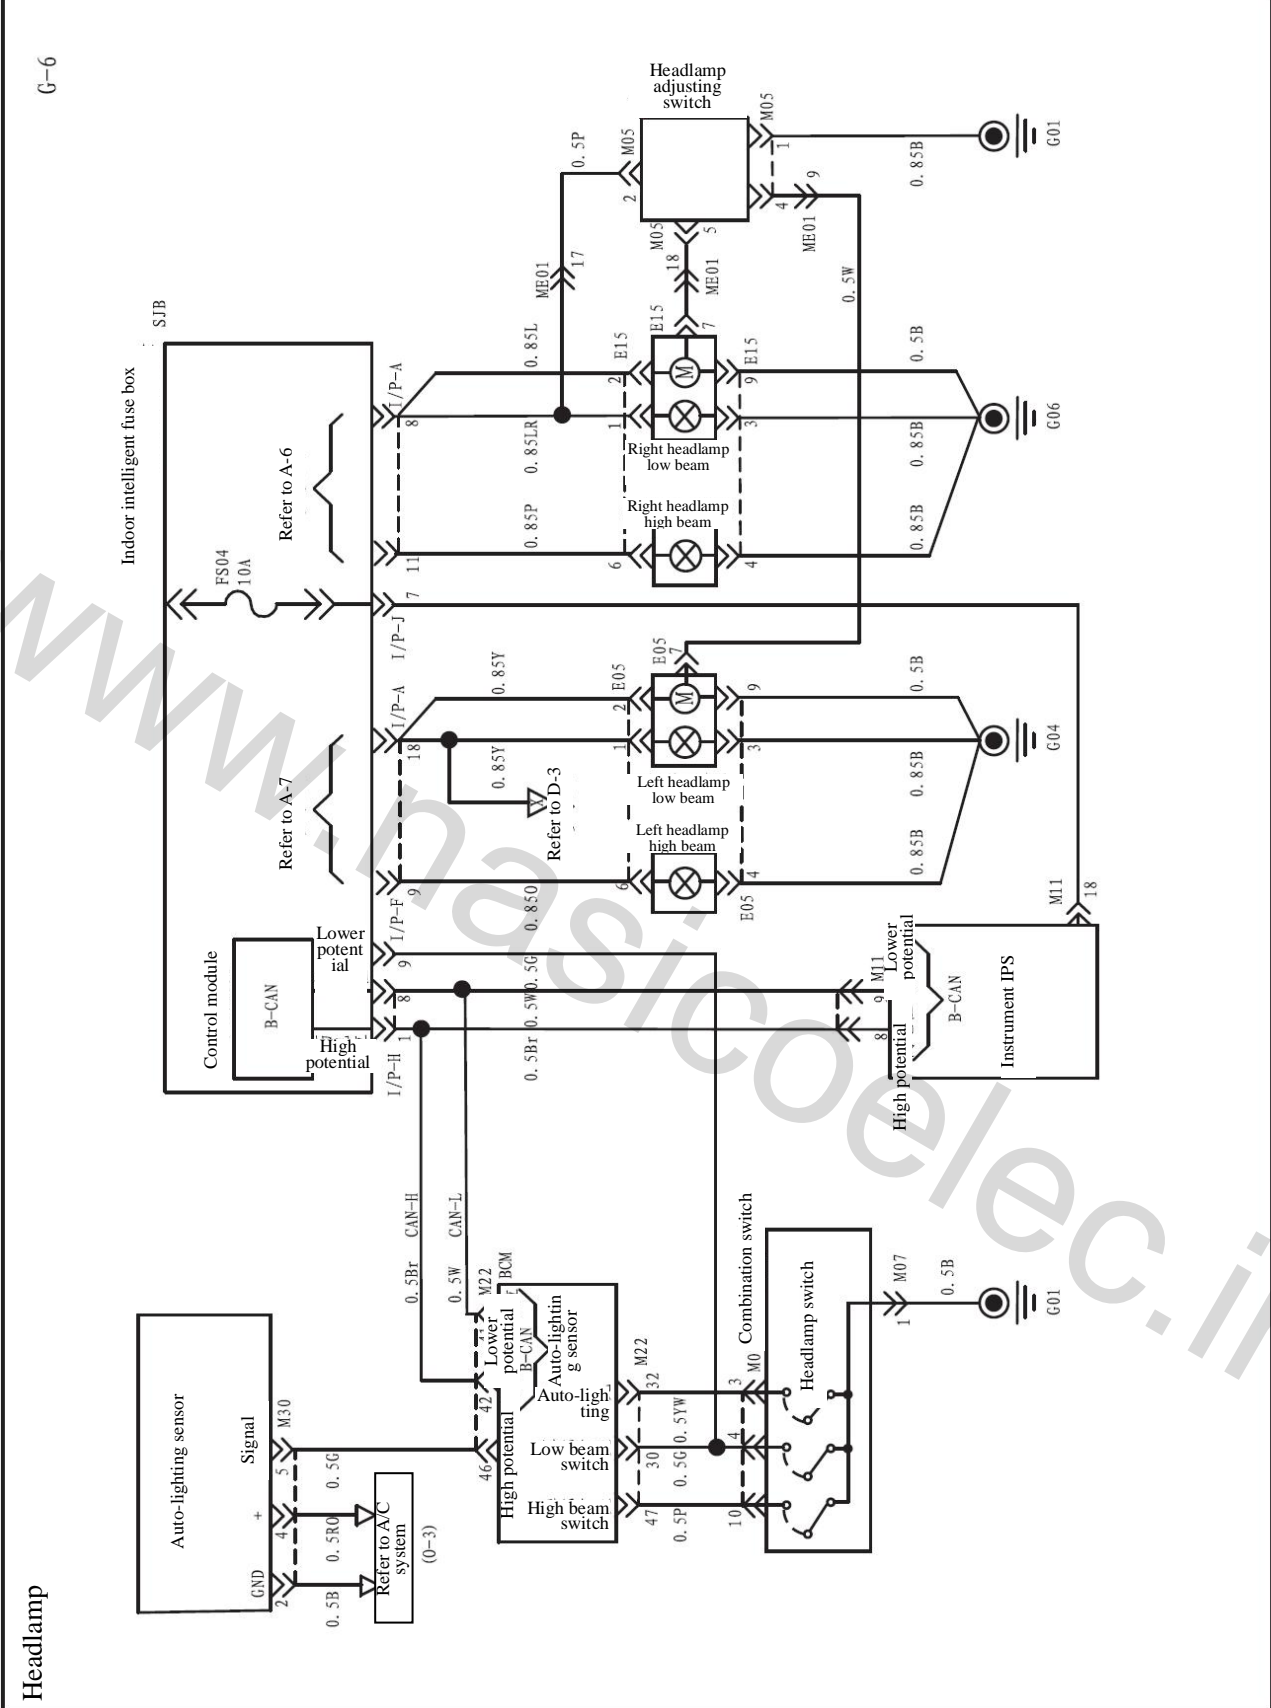 Headlamp
G-6
Auto-lighting sensor
GND
+
Signal
2
4
5
M30
0.5B
0.5RO
0.5G
Refer to A/C
system
(O-3)
Indoor intelligent fuse box
SJB
Control module
B-CAN
High
potential
Lower
potent
ial
Refer to A-7
FS04
10A
Refer to A-6
I/P-H
1
8
9
I/P-F
9
18
I/P-A
I/P-J
7
11
8
I/P-A
0.5Br
CAN-H
0.5W
CAN-L
0.5Br
0.5W
0.5G
0.85O
0.85Y
0.85Y
Refer to D-3
0.85P
0.85LR
0.85L
ME01
17
0.5P
2
M05
Headlamp
adjusting
switch
M05
5
18
ME01
4
1
M05
ME01
9
0.5W
0.85B
G01
6
1
2
E15
E15
7
Right headlamp
low beam
Right headlamp
high beam
4
3
9
E15
0.85B
0.85B
0.5B
G06
6
1
2
E05
E05
7
Left headlamp
low beam
Left headlamp
high beam
E05
4
3
9
0.85B
0.85B
0.5B
G04
M11
18
8
9
M11
High potential
Lower
potential
B-CAN
Instrument IPS
46
42
M22
BCM
High potential
Lower
potential
B-CAN
Auto-lightin
g sensor
Auto-ligh
ting
Low beam
switch
High beam
switch
47
30
32
M22
0.5P
0.5G
0.5YW
10
4
3
M0
Combination switch
Headlamp switch
1
M07
0.5B
G01
www.nasicoelec.ir